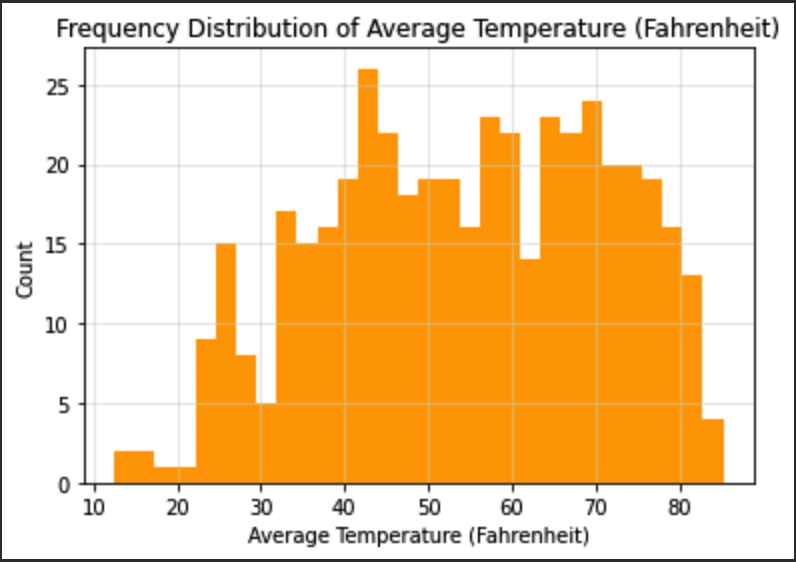 Frequency Distribution of Average Temperature (Fahrenheit)
25
20
15
10
5
0
Count
10 20 30 40 50 60 70 80
Average Temperature (Fahrenheit)